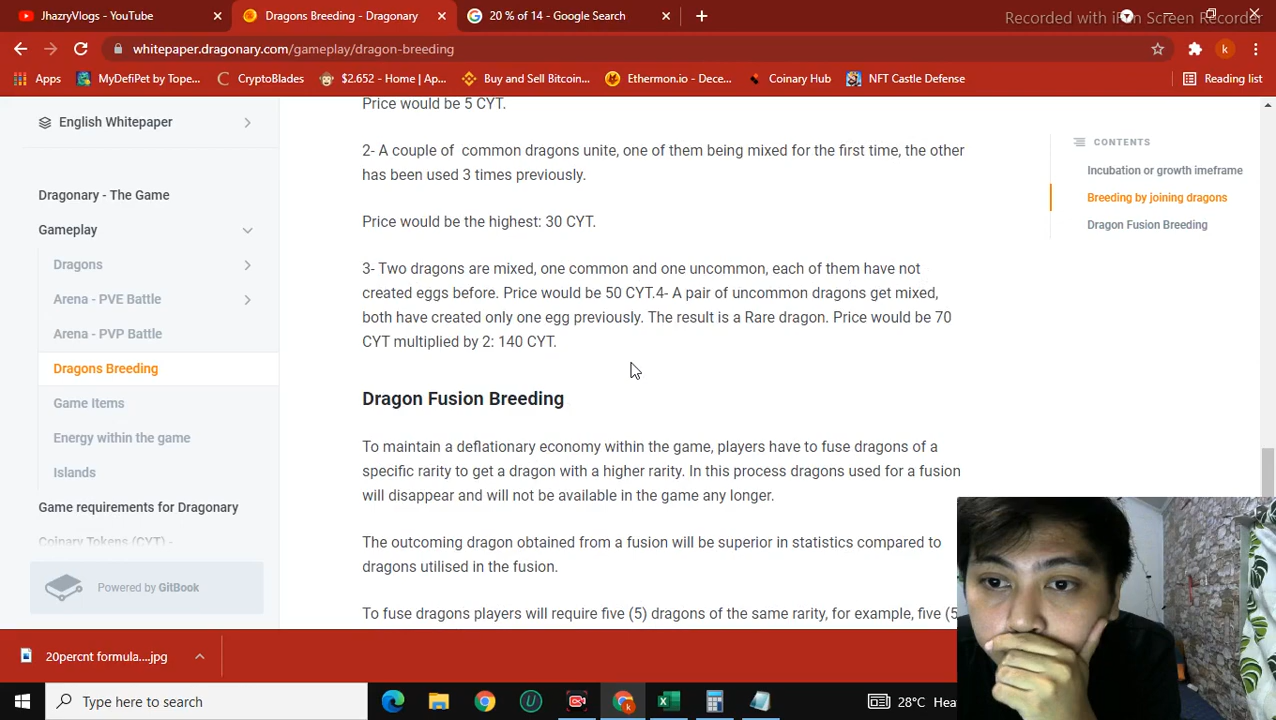 JhazryVlogs - YouTube
Dragons Breeding - Dragonary
20 % of 14 - Google Search
Recorded with iFun Screen Recorder
whitepaper.dragonary.com/gameplay/dragon-breeding
k
Apps
MyDefiPet by Tope...
CryptoBlades
$2.652 - Home | Ap...
Buy and Sell Bitcoin...
Ethermon.io - Dece...
Coinary Hub
NFT Castle Defense
Reading list
English Whitepaper
Dragonary - The Game
Gameplay
Dragons
Arena - PVE Battle
Arena - PVP Battle
Dragons Breeding
Game Items
Energy within the game
Islands
Game requirements for Dragonary
Coinary Tokens (CYT) -
Powered by GitBook
Price would be 5 CYT.
2- A couple of common dragons unite, one of them being mixed for the first time, the other
has been used 3 times previously.
Price would be the highest: 30 CYT.
3- Two dragons are mixed, one common and one uncommon, each of them have not
created eggs before. Price would be 50 CYT.4- A pair of uncommon dragons get mixed,
both have created only one egg previously. The result is a Rare dragon. Price would be 70
CYT multiplied by 2: 140 CYT.
Dragon Fusion Breeding
To maintain a deflationary economy within the game, players have to fuse dragons of a
specific rarity to get a dragon with a higher rarity. In this process dragons used for a fusion
will disappear and will not be available in the game any longer.
The outcoming dragon obtained from a fusion will be superior in statistics compared to
dragons utilised in the fusion.
To fuse dragons players will require five (5) dragons of the same rarity, for example, five (5
CONTENTS
Incubation or growth imeframe
Breeding by joining dragons
Dragon Fusion Breeding
20percnt formula....jpg
Type here to search
28°C Hea